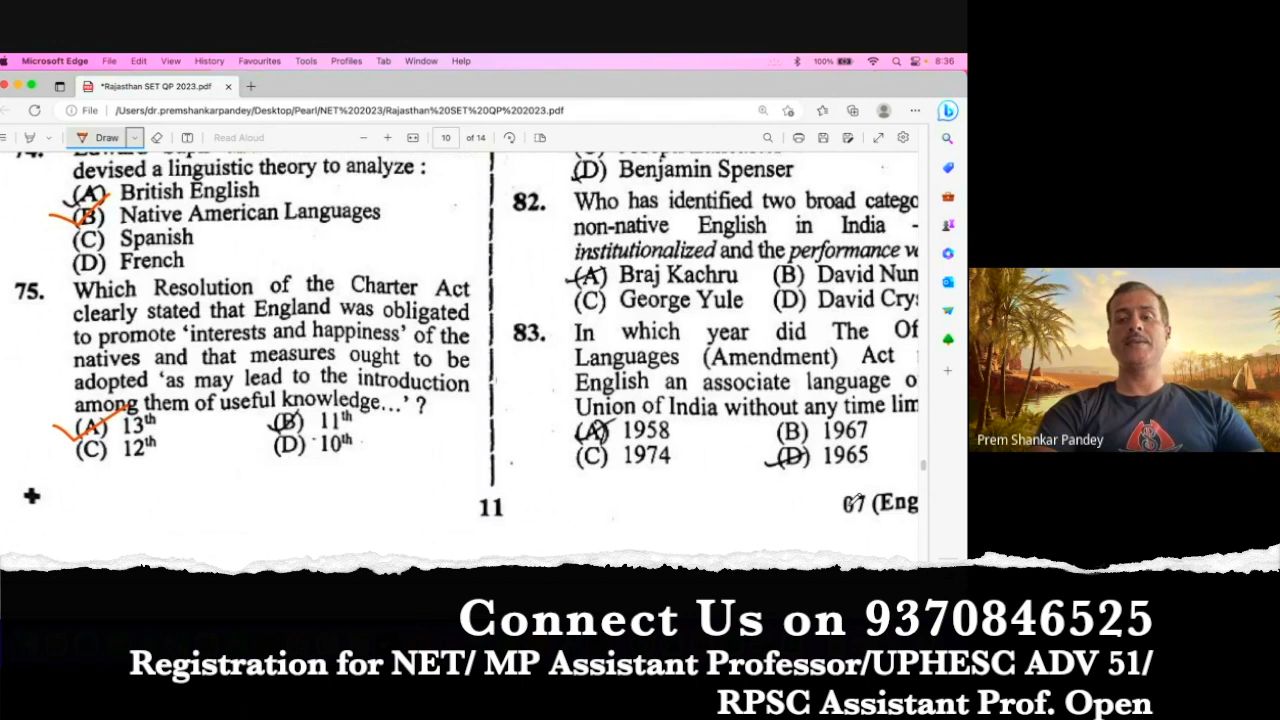 Microsoft Edge File Edit View History Favourites Tools Profiles Tab Window Help 100% 8:36
*Rajasthan SET QP 2023.pdf
File /Users/dr.premshankarpandey/Desktop/Pearl/NET%202023/Rajasthan%20SET%20QP%202023.pdf
Draw Read Aloud 10 of 14
devised a linguistic theory to analyze :
(A) British English
(B) Native American Languages
(C) Spanish
(D) French
75. Which Resolution of the Charter Act
clearly stated that England was obligated
to promote ‘interests and happiness’ of the
natives and that measures ought to be
adopted ‘as may lead to the introduction
among them of useful knowledge...’ ?
(A) 13th (B) 11th
(C) 12th (D) 10th
11
(D) Benjamin Spenser
82. Who has identified two broad catego
non-native English in India -
institutionalized and the performance v
(A) Braj Kachru (B) David Nun
(C) George Yule (D) David Crys
83. In which year did The Of
Languages (Amendment) Act
English an associate language o
Union of India without any time lim
(A) 1958 (B) 1967
(C) 1974 (D) 1965
67 (Eng
Prem Shankar Pandey
Connect Us on 9370846525
Registration for NET/ MP Assistant Professor/UPHESC ADV 51/
RPSC Assistant Prof. Open